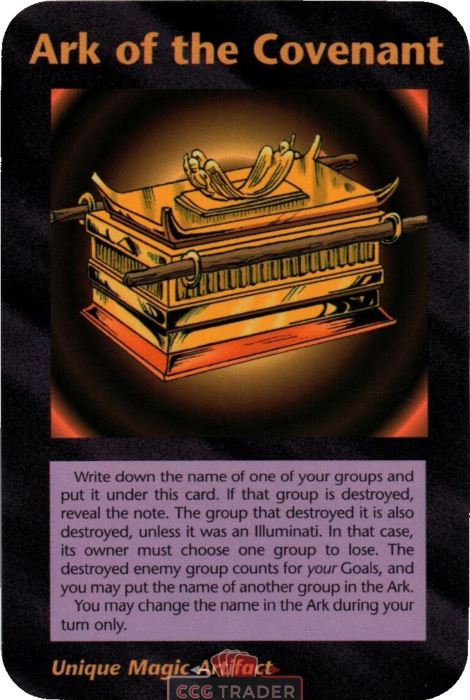 Ark of the Covenant
Write down the name of one of your groups and
put it under this card. If that group is destroyed,
reveal the note. The group that destroyed it is also
destroyed, unless it was an Illuminati. In that case,
its owner must choose one group to lose. The
destroyed enemy group counts for your Goals, and
you may put the name of another group in the Ark.
You may change the name in the Ark during your
turn only.
Unique Magic Artifact
CCG TRADER